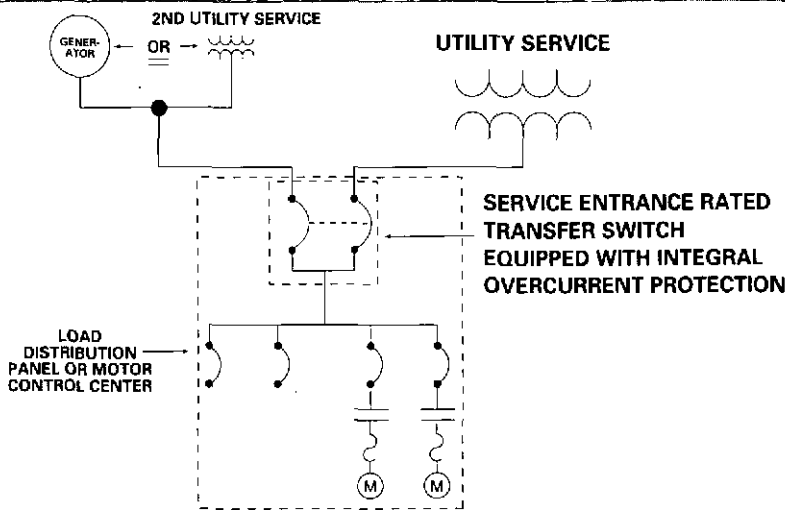 2ND UTILITY SERVICE
GENER-
ATOR
OR
UTILITY SERVICE
SERVICE ENTRANCE RATED
TRANSFER SWITCH
EQUIPPED WITH INTEGRAL
OVERCURRENT PROTECTION
LOAD
DISTRIBUTION
PANEL OR MOTOR
CONTROL CENTER
M
M